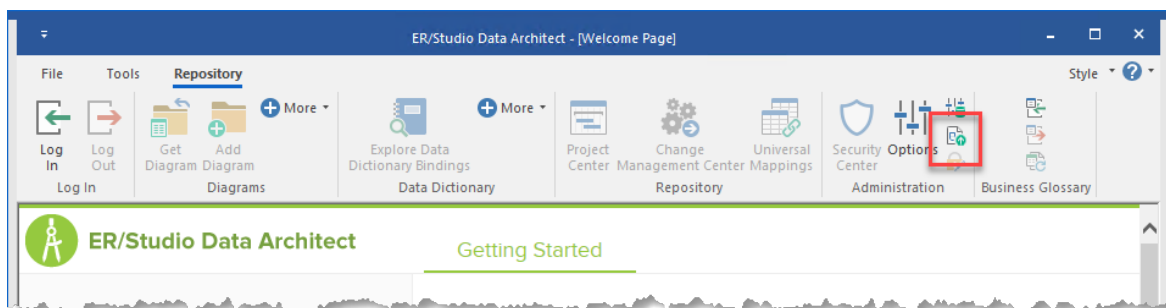 ER/Studio Data Architect - [Welcome Page]
File Tools Repository Style
Log In
Log Out
Get Diagram
Add Diagram
More
Explore Data Dictionary Bindings
More
Project Center
Change Management Center
Universal Mappings
Security Center
Options
Log In Diagrams Data Dictionary Repository Administration Business Glossary
ER/Studio Data Architect Getting Started